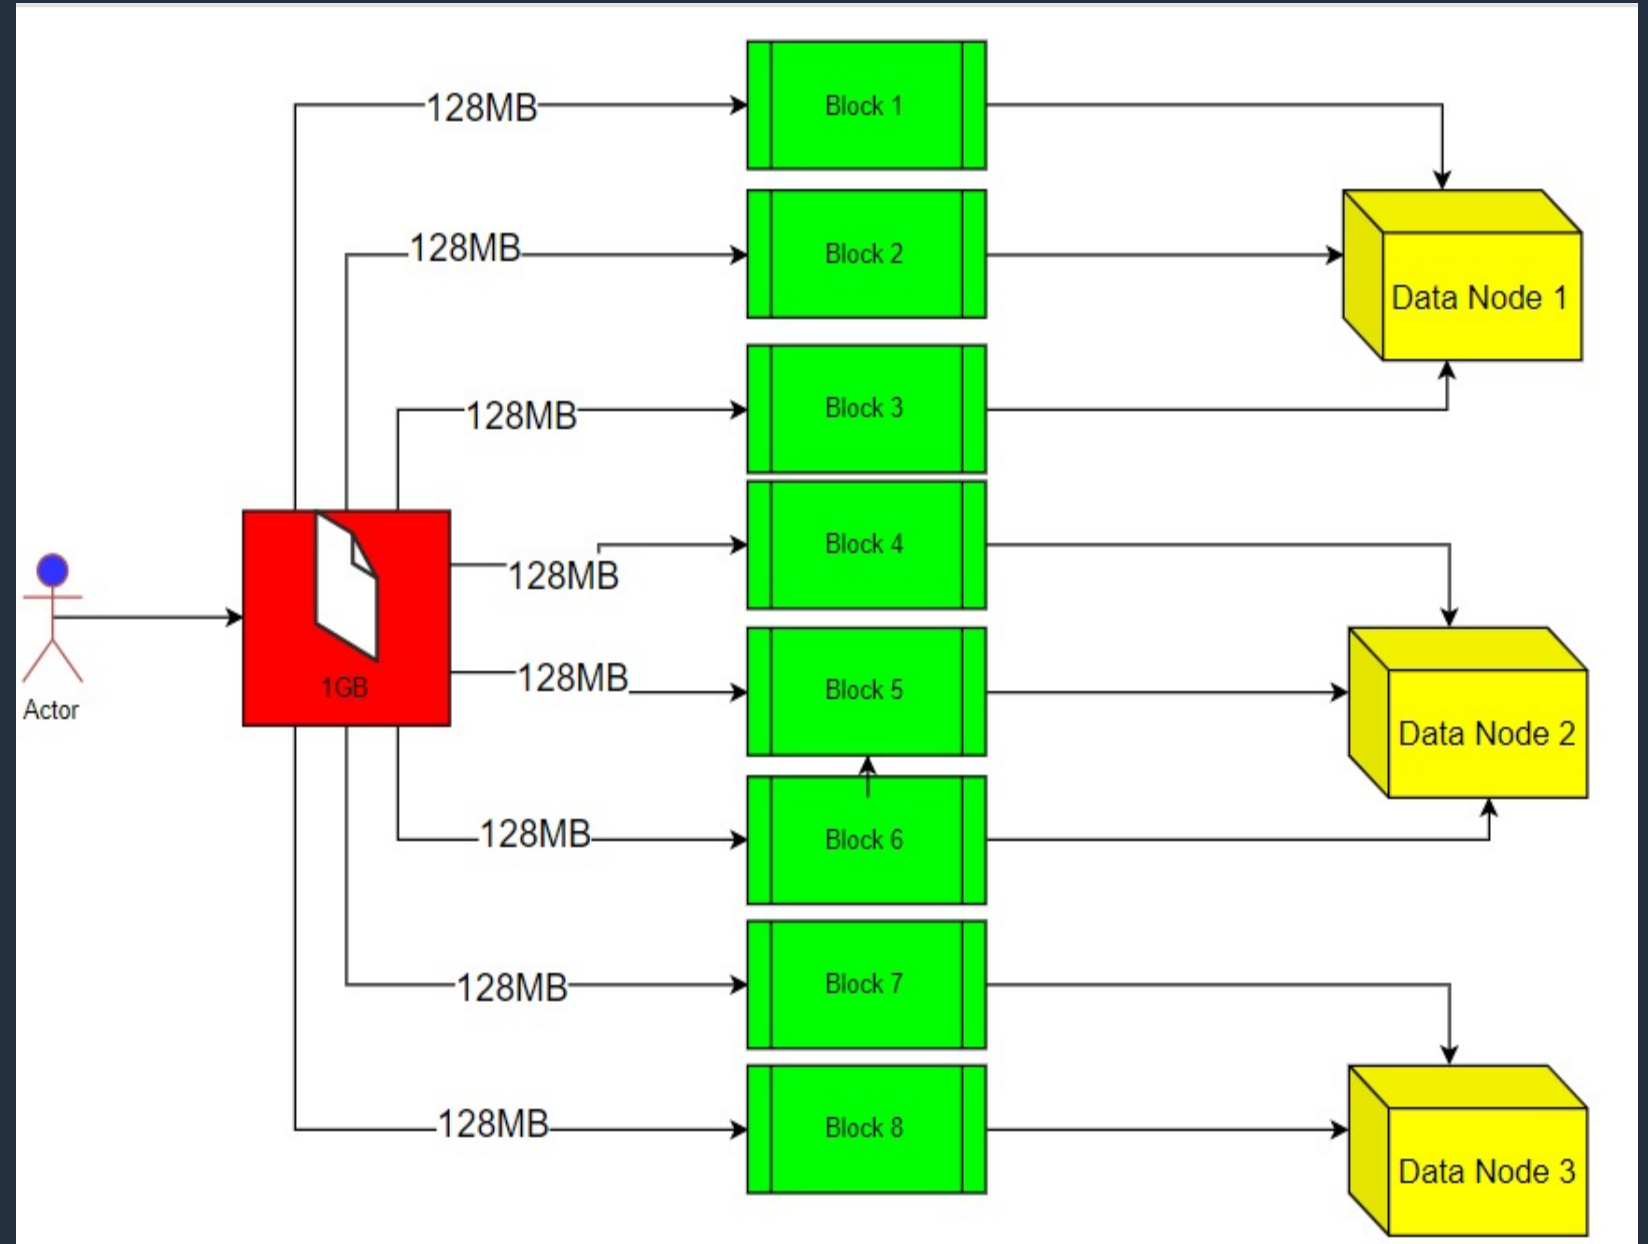 128MB
Block 1
128MB
Block 2
Data Node 1
128MB
Block 3
128MB
Block 4
128MB
Block 5
1GB
Actor
Data Node 2
128MB
Block 6
128MB
Block 7
128MB
Block 8
Data Node 3